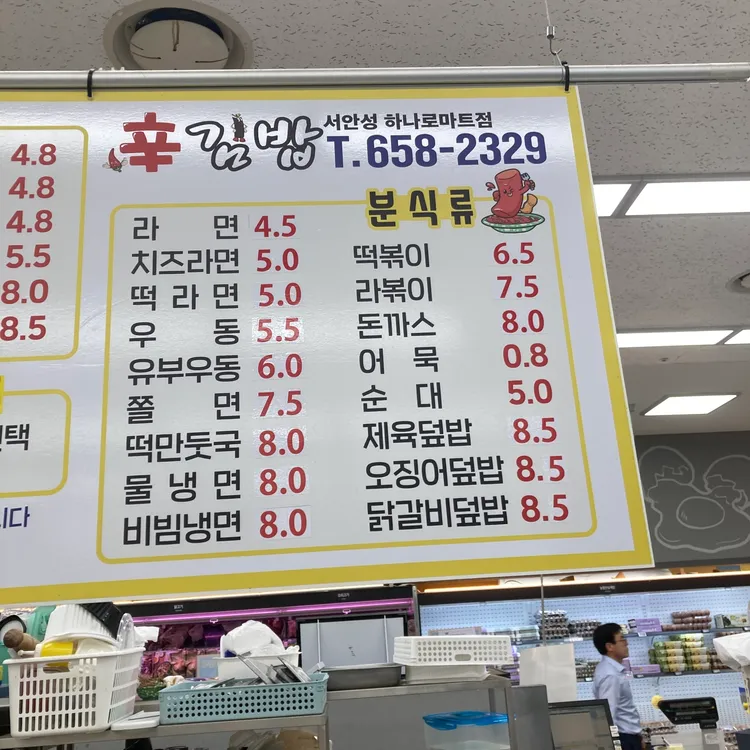 4.8
4.8
4.8
5.5
8.0
8.5
택
니다
辛김밥 서안성 하나로마트점
T.658-2329
분식류
라면 4.5
치즈라면 5.0
떡라면 5.0
우동 5.5
유부우동 6.0
쫄면 7.5
떡만둣국 8.0
물냉면 8.0
비빔냉면 8.0
떡볶이 6.5
라볶이 7.5
돈까스 8.0
어묵 0.8
순대 5.0
제육덮밥 8.5
오징어덮밥 8.5
닭갈비덮밥 8.5